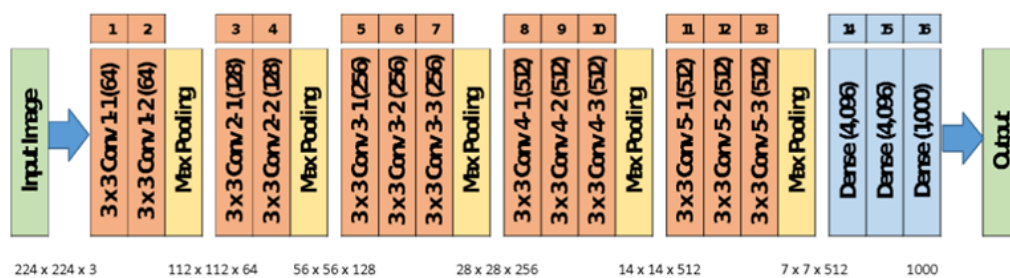 1 2 3 4 5 6 7 8 9 10 11 12 13 14 15 16
Input Image
3 x 3 Conv 1-1 (64)
3 x 3 Conv 1-2 (64)
Max Pooling
3 x 3 Conv 2-1 (128)
3 x 3 Conv 2-2 (128)
Max Pooling
3 x 3 Conv 3-1 (256)
3 x 3 Conv 3-2 (256)
3 x 3 Conv 3-3 (256)
Max Pooling
3 x 3 Conv 4-1 (512)
3 x 3 Conv 4-2 (512)
3 x 3 Conv 4-3 (512)
Max Pooling
3 x 3 Conv 5-1 (512)
3 x 3 Conv 5-2 (512)
3 x 3 Conv 5-3 (512)
Max Pooling
Dense (4,096)
Dense (4,096)
Dense (1,000)
Output
224 x 224 x 3 112 x 112 x 64 56 x 56 x 128 28 x 28 x 256 14 x 14 x 512 7 x 7 x 512 1000